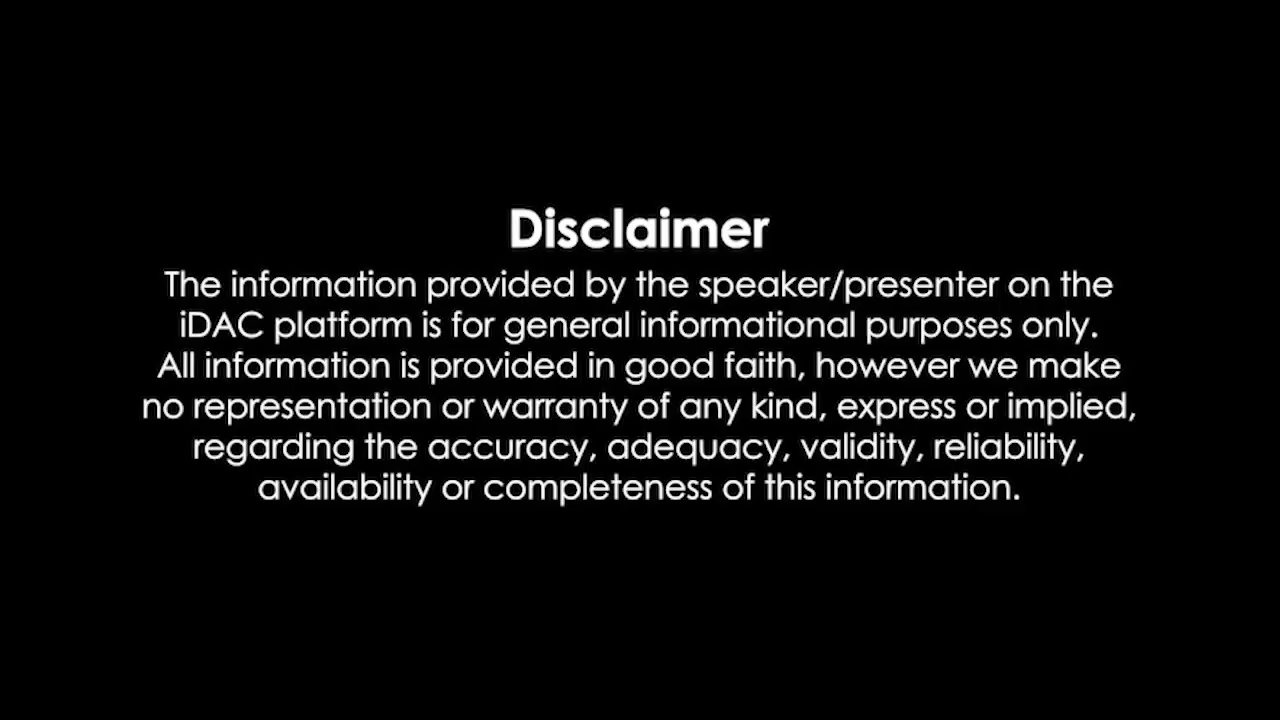 Disclaimer
The information provided by the speaker/presenter on the
iDAC platform is for general informational purposes only.
All information is provided in good faith, however we make
no representation or warranty of any kind, express or implied,
regarding the accuracy, adequacy, validity, reliability,
availability or completeness of this information.